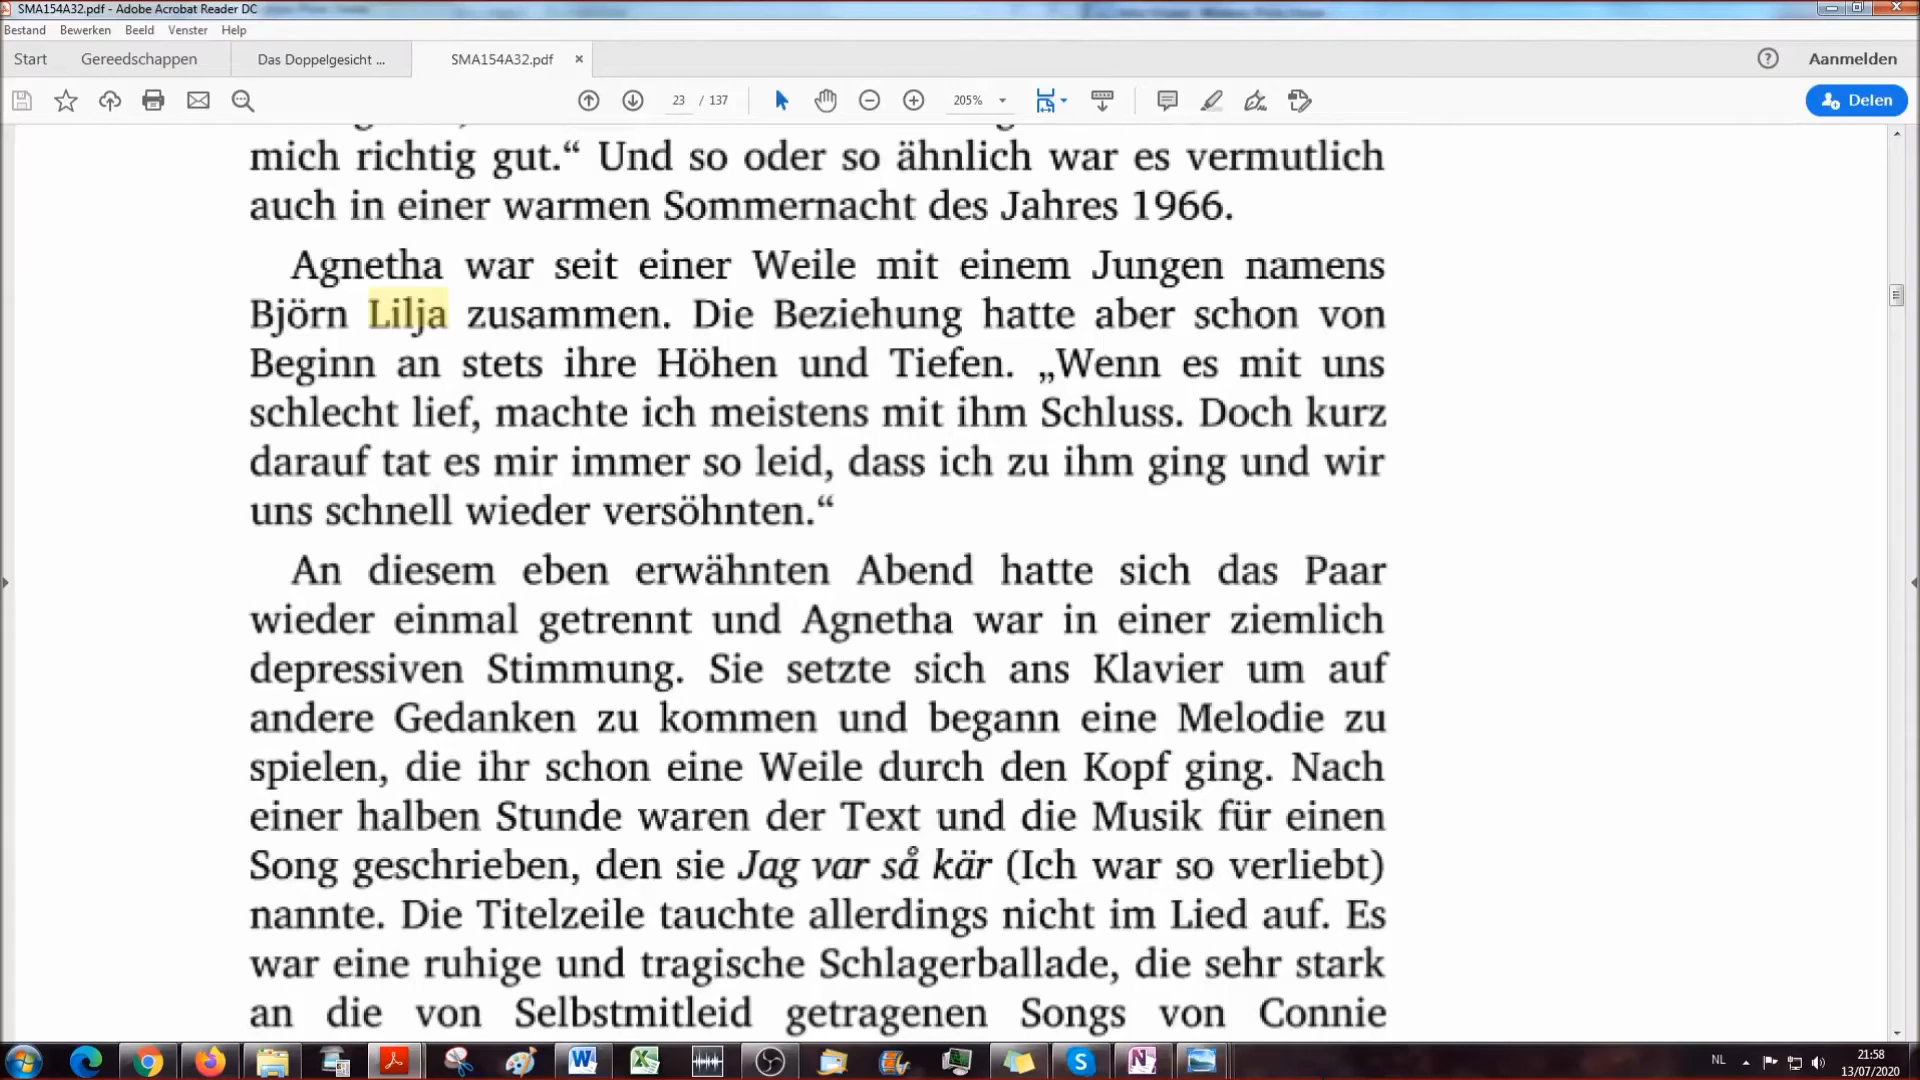 SMA154A32.pdf - Adobe Acrobat Reader DC
Bestand Bewerken Beeld Venster Help
Start Gereedschappen Das Doppelgesicht ... SMA154A32.pdf × Aanmelden
23 / 137 205% Delen
mich richtig gut.“ Und so oder so ähnlich war es vermutlich
auch in einer warmen Sommernacht des Jahres 1966.
Agnetha war seit einer Weile mit einem Jungen namens
Björn Lilja zusammen. Die Beziehung hatte aber schon von
Beginn an stets ihre Höhen und Tiefen. „Wenn es mit uns
schlecht lief, machte ich meistens mit ihm Schluss. Doch kurz
darauf tat es mir immer so leid, dass ich zu ihm ging und wir
uns schnell wieder versöhnten.“
An diesem eben erwähnten Abend hatte sich das Paar
wieder einmal getrennt und Agnetha war in einer ziemlich
depressiven Stimmung. Sie setzte sich ans Klavier um auf
andere Gedanken zu kommen und begann eine Melodie zu
spielen, die ihr schon eine Weile durch den Kopf ging. Nach
einer halben Stunde waren der Text und die Musik für einen
Song geschrieben, den sie Jag var så kär (Ich war so verliebt)
nannte. Die Titelzeile tauchte allerdings nicht im Lied auf. Es
war eine ruhige und tragische Schlagerballade, die sehr stark
an die von Selbstmitleid getragenen Songs von Connie
NL 21:58
13/07/2020